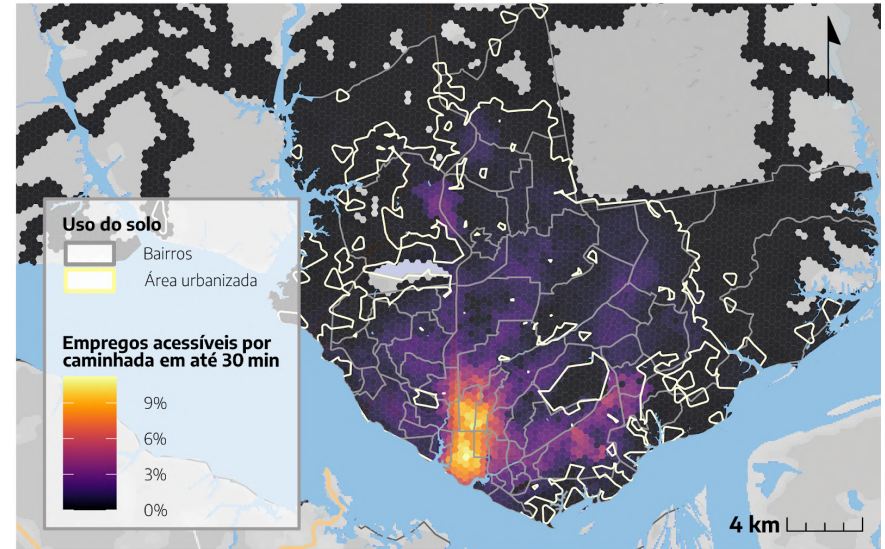 Uso do solo
Bairros
Área urbanizada
Empregos acessíveis por
caminhada em até 30 min
9%
6%
3%
0%
4 km